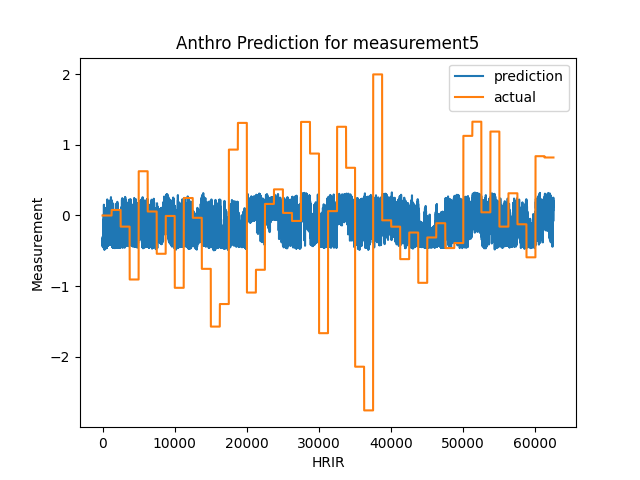 Anthro Prediction for measurement5
prediction
actual
Measurement
2
1
0
−1
−2
0 10000 20000 30000 40000 50000 60000
HRIR